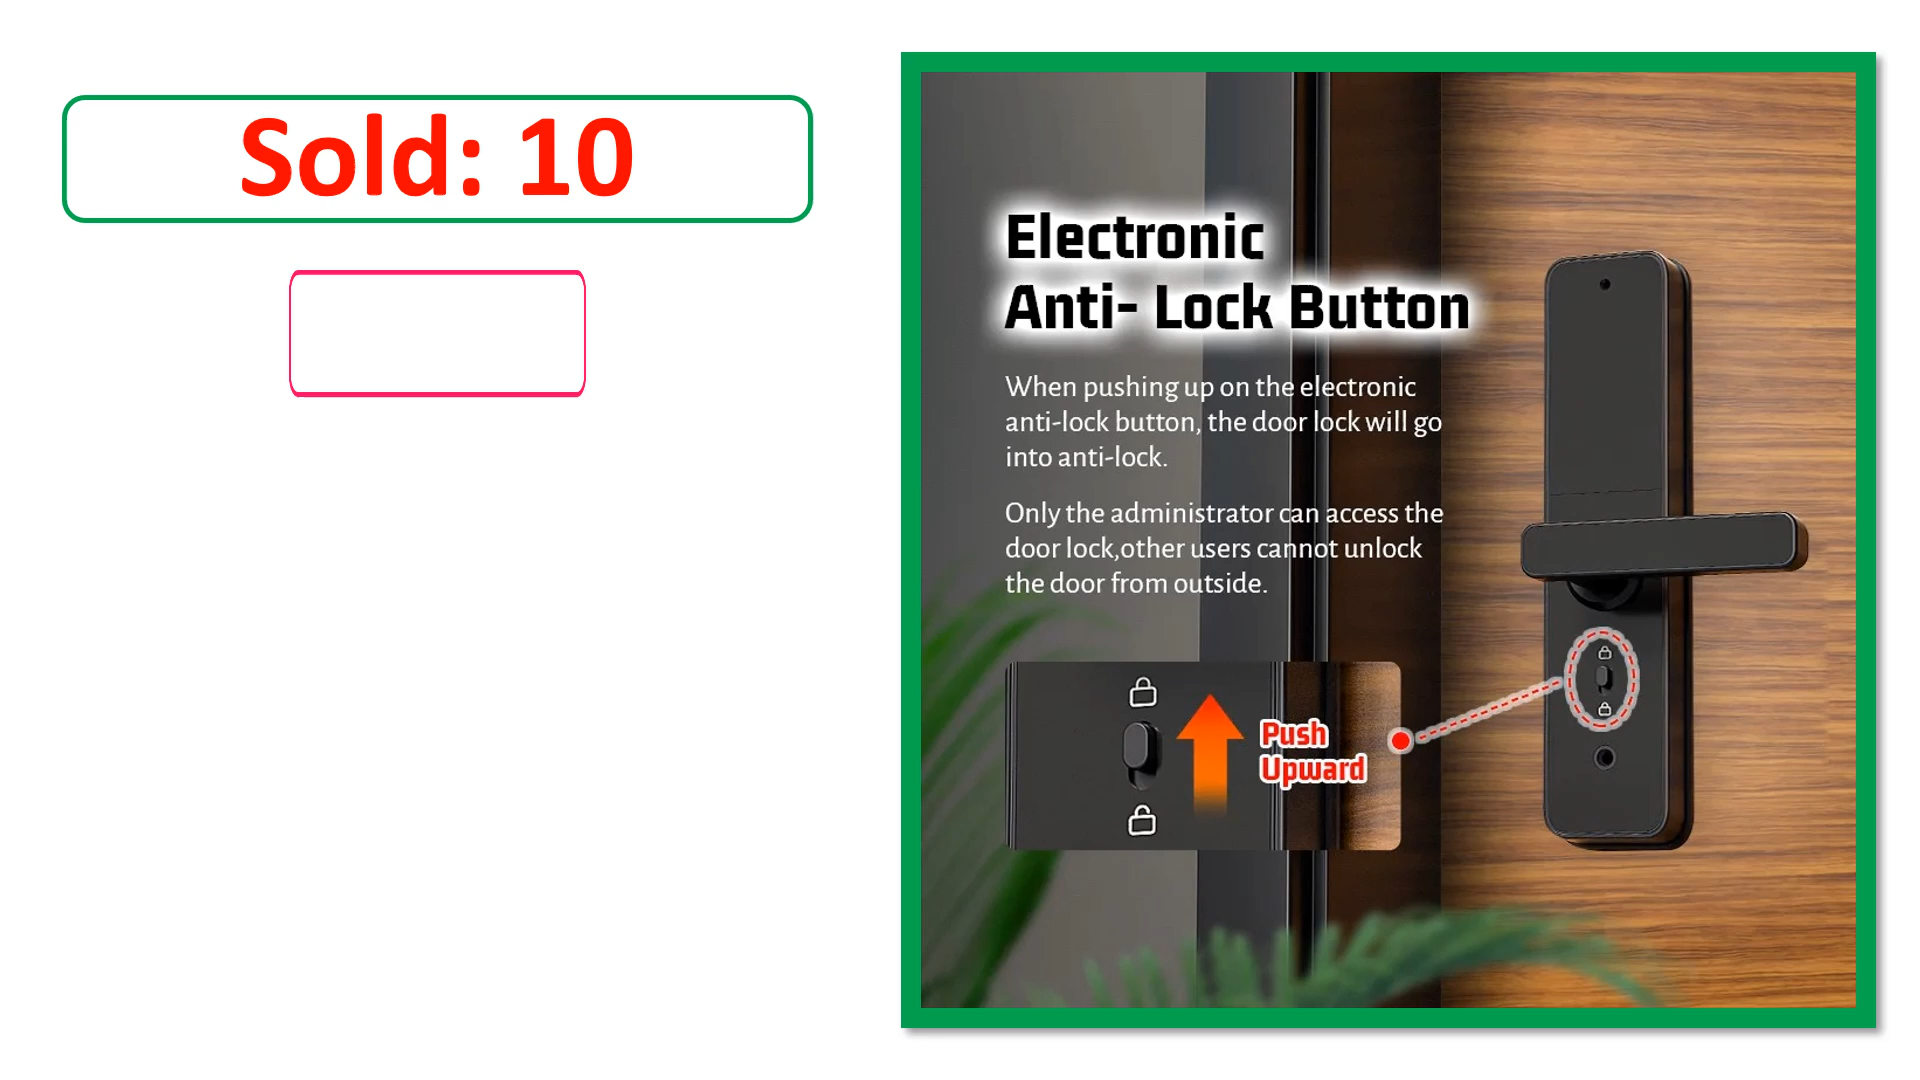 Sold: 10
Electronic
Anti- Lock Button
When pushing up on the electronic
anti-lock button, the door lock will go
into anti-lock.
Only the administrator can access the
door lock,other users cannot unlock
the door from outside.
Push
Upward